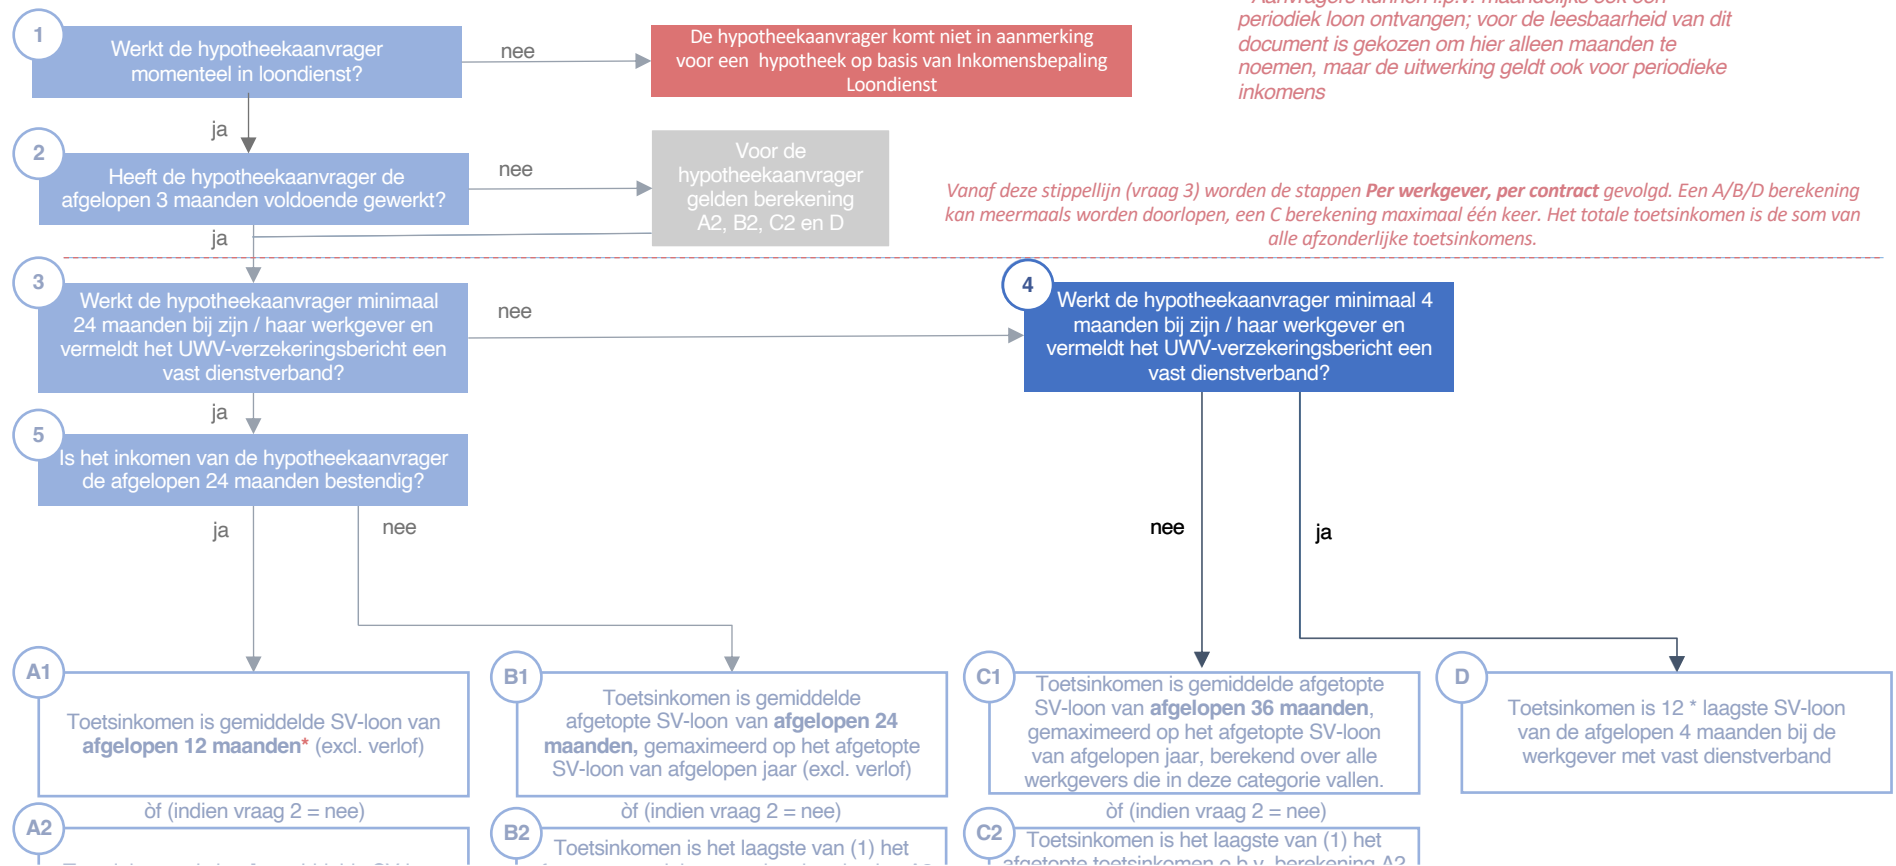 * Aanvragers kunnen i.p.v. maandelijks ook een
periodiek loon ontvangen; voor de leesbaarheid van dit
document is gekozen om hier alleen maanden te
noemen, maar de uitwerking geldt ook voor periodieke
inkomens
1
Werkt de hypotheekaanvrager
momenteel in loondienst?
nee
De hypotheekaanvrager komt niet in aanmerking
voor een hypotheek op basis van Inkomensbepaling
Loondienst
ja
2
Heeft de hypotheekaanvrager de
afgelopen 3 maanden voldoende gewerkt?
nee
Voor de
hypotheekaanvrager
gelden berekening
A2, B2, C2 en D
ja
Vanaf deze stippellijn (vraag 3) worden de stappen Per werkgever, per contract gevolgd. Een A/B/D berekening
kan meermaals worden doorlopen, een C berekening maximaal één keer. Het totale toetsinkomen is de som van
alle afzonderlijke toetsinkomens.
3
Werkt de hypotheekaanvrager minimaal
24 maanden bij zijn / haar werkgever en
vermeldt het UWV-verzekeringsbericht een
vast dienstverband?
nee
4
Werkt de hypotheekaanvrager minimaal 4
maanden bij zijn / haar werkgever en
vermeldt het UWV-verzekeringsbericht een
vast dienstverband?
ja
5
Is het inkomen van de hypotheekaanvrager
de afgelopen 24 maanden bestendig?
ja
nee
nee
ja
A1
Toetsinkomen is gemiddelde SV-loon van
afgelopen 12 maanden* (excl. verlof)
B1
Toetsinkomen is gemiddelde
afgetopte SV-loon van afgelopen 24
maanden, gemaximeerd op het afgetopte
SV-loon van afgelopen jaar (excl. verlof)
C1
Toetsinkomen is gemiddelde afgetopte
SV-loon van afgelopen 36 maanden,
gemaximeerd op het afgetopte SV-loon
van afgelopen jaar, berekend over alle
werkgevers die in deze categorie vallen.
D
Toetsinkomen is 12 * laagste SV-loon
van de afgelopen 4 maanden bij de
werkgever met vast dienstverband
òf (indien vraag 2 = nee)
òf (indien vraag 2 = nee)
òf (indien vraag 2 = nee)
A2
B2
Toetsinkomen is het laagste van (1) het
C2
Toetsinkomen is het laagste van (1) het
afgetopte toetsinkomen o.b.v. berekening A2